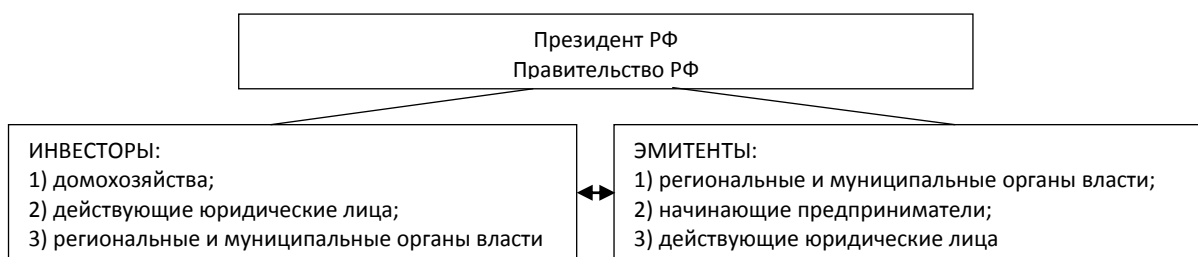 Президент РФ
Правительство РФ
ИНВЕСТОРЫ:
1) домохозяйства;
2) действующие юридические лица;
3) региональные и муниципальные органы власти
ЭМИТЕНТЫ:
1) региональные и муниципальные органы власти;
2) начинающие предприниматели;
3) действующие юридические лица